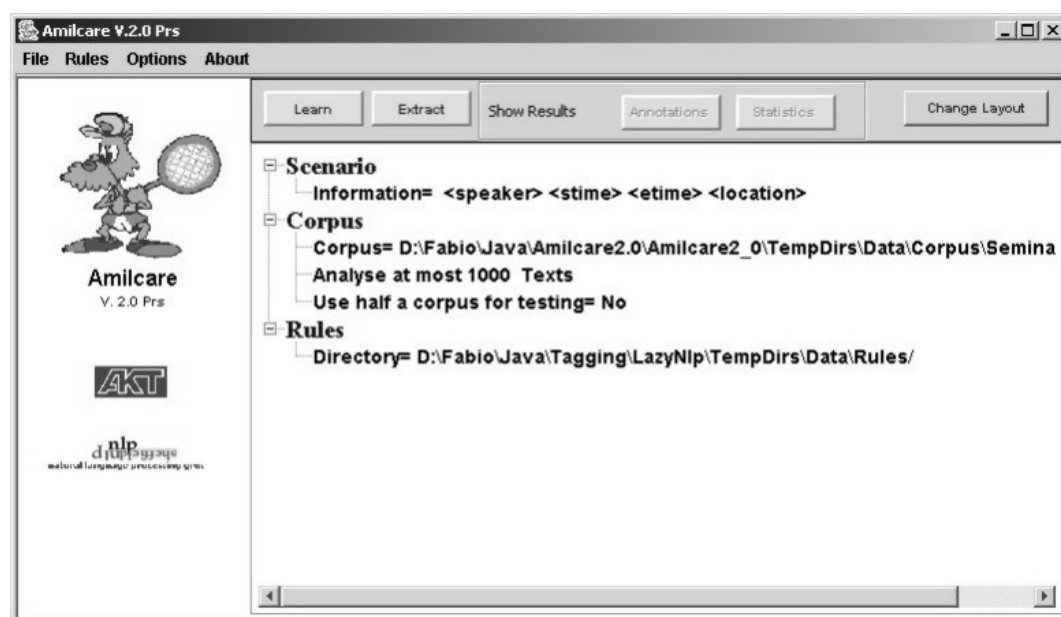 Amilcare V.2.0 Prs
File Rules Options About
Learn Extract Show Results Annotations Statistics Change Layout
Scenario
Information= <speaker> <stime> <etime> <location>
Corpus
Corpus= D:\Fabio\Java\Amilcare2.0\Amilcare2_0\TempDirs\Data\Corpus\Semina
Analyse at most 1000 Texts
Use half a corpus for testing= No
Rules
Directory= D:\Fabio\Java\Tagging\LazyNlp\TempDirs\Data\Rules/
Amilcare
V. 2.0 Prs
AKT
nlp
natural language processing